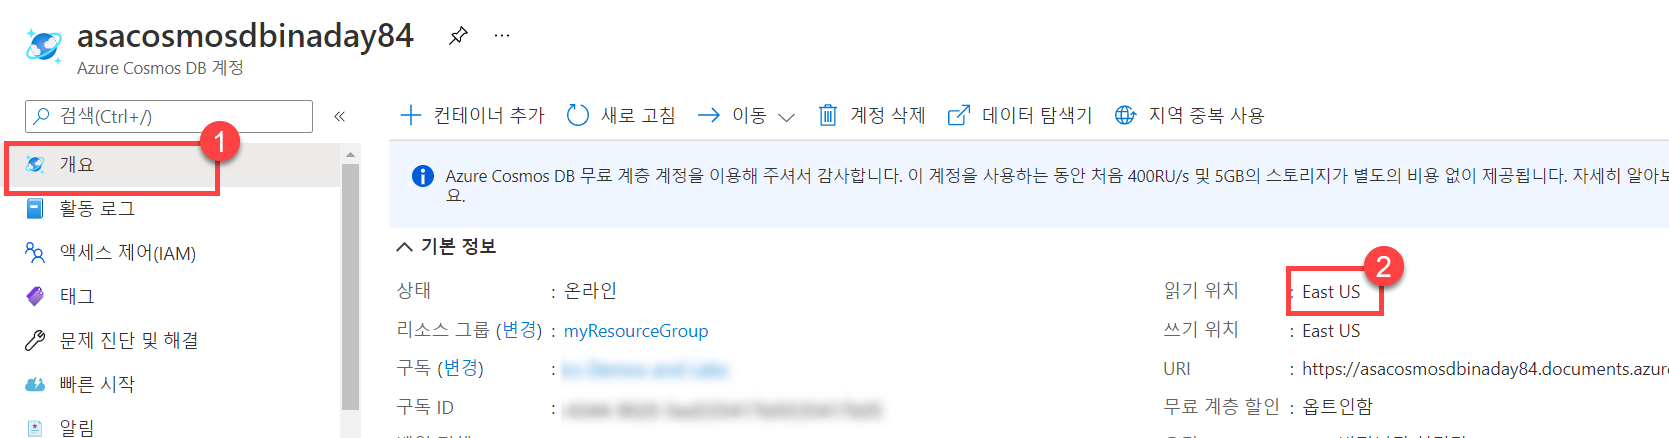 asacosmosdbinaday84
Azure Cosmos DB 계정
검색(Ctrl+/)
컨테이너 추가 새로 고침 이동 계정 삭제 데이터 탐색기 지역 중복 사용
1
개요
활동 로그
액세스 제어(IAM)
태그
문제 진단 및 해결
빠른 시작
알림
Azure Cosmos DB 무료 계층 계정을 이용해 주셔서 감사합니다. 이 계정을 사용하는 동안 처음 400RU/s 및 5GB의 스토리지가 별도의 비용 없이 제공됩니다. 자세히 알아보
요.
기본 정보
상태 : 온라인
리소스 그룹 (변경) : myResourceGroup
구독 (변경) :
구독 ID :
2
읽기 위치 : East US
쓰기 위치 : East US
URI : https://asacosmosdbinaday84.documents.azure
무료 계층 할인 : 옵트인함